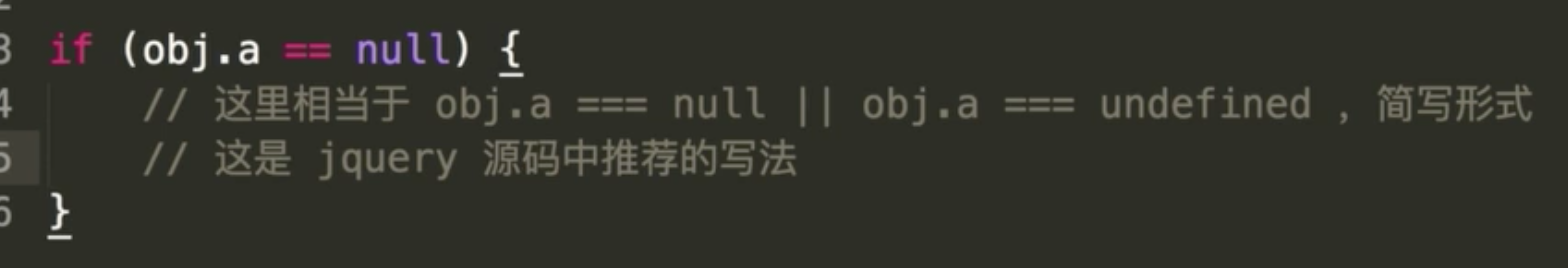 3 if (obj.a == null) {
4 // 这里相当于 obj.a === null || obj.a === undefined ，简写形式
5 // 这是 jquery 源码中推荐的写法
6 }